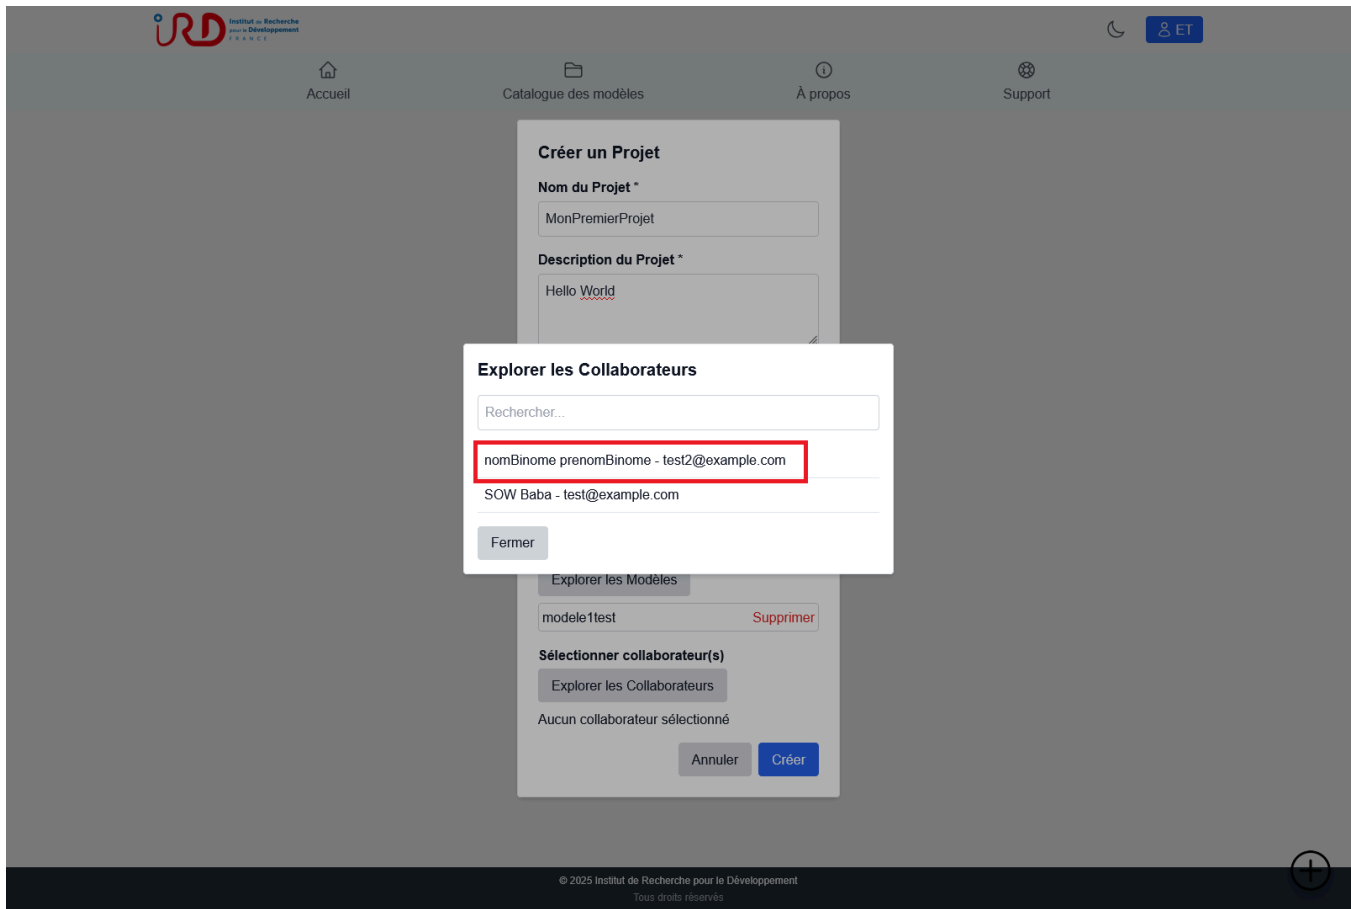 iRD Institut de Recherche
pour le Développement
FRANCE
ET
Accueil
Catalogue des modèles
À propos
Support
Créer un Projet
Nom du Projet *
MonPremierProjet
Description du Projet *
Hello World
Explorer les Collaborateurs
Rechercher...
nomBinome prenomBinome - test2@example.com
SOW Baba - test@example.com
Fermer
Explorer les Modèles
modele1test Supprimer
Sélectionner collaborateur(s)
Explorer les Collaborateurs
Aucun collaborateur sélectionné
Annuler Créer
© 2025 Institut de Recherche pour le Développement
Tous droits réservés